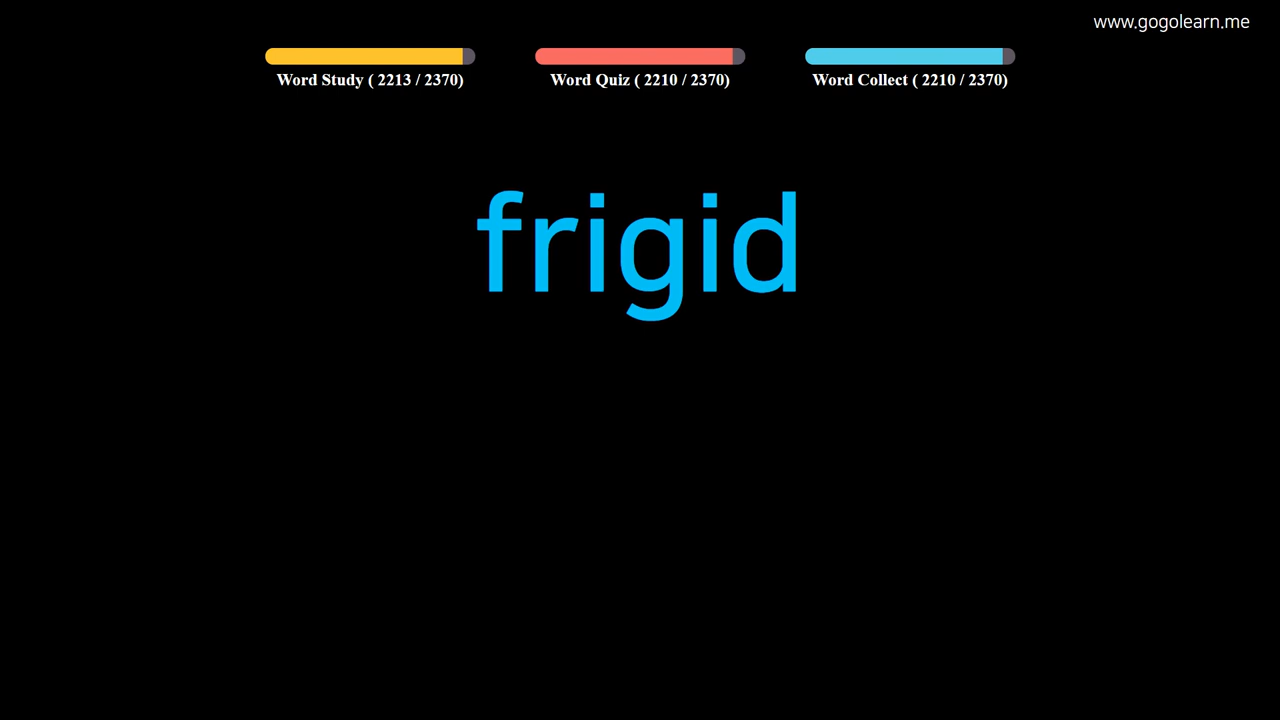 www.gogolearn.me
Word Study ( 2213 / 2370)
Word Quiz ( 2210 / 2370)
Word Collect ( 2210 / 2370)
frigid